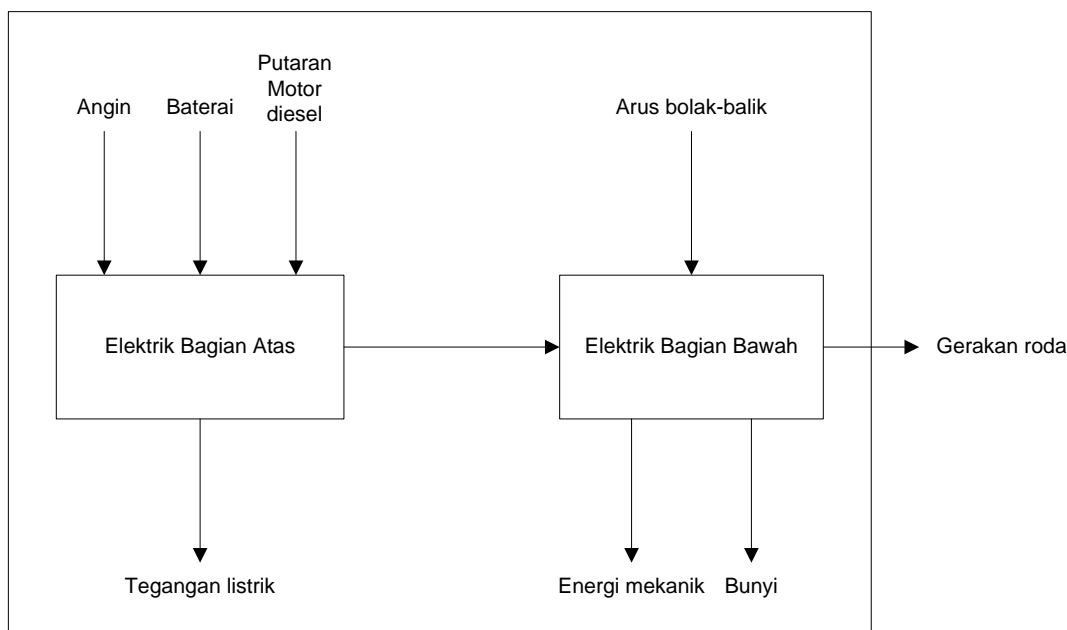 Putaran
Motor
diesel
Angin
Baterai
Arus bolak-balik
Elektrik Bagian Atas
Elektrik Bagian Bawah
Gerakan roda
Tegangan listrik
Energi mekanik
Bunyi